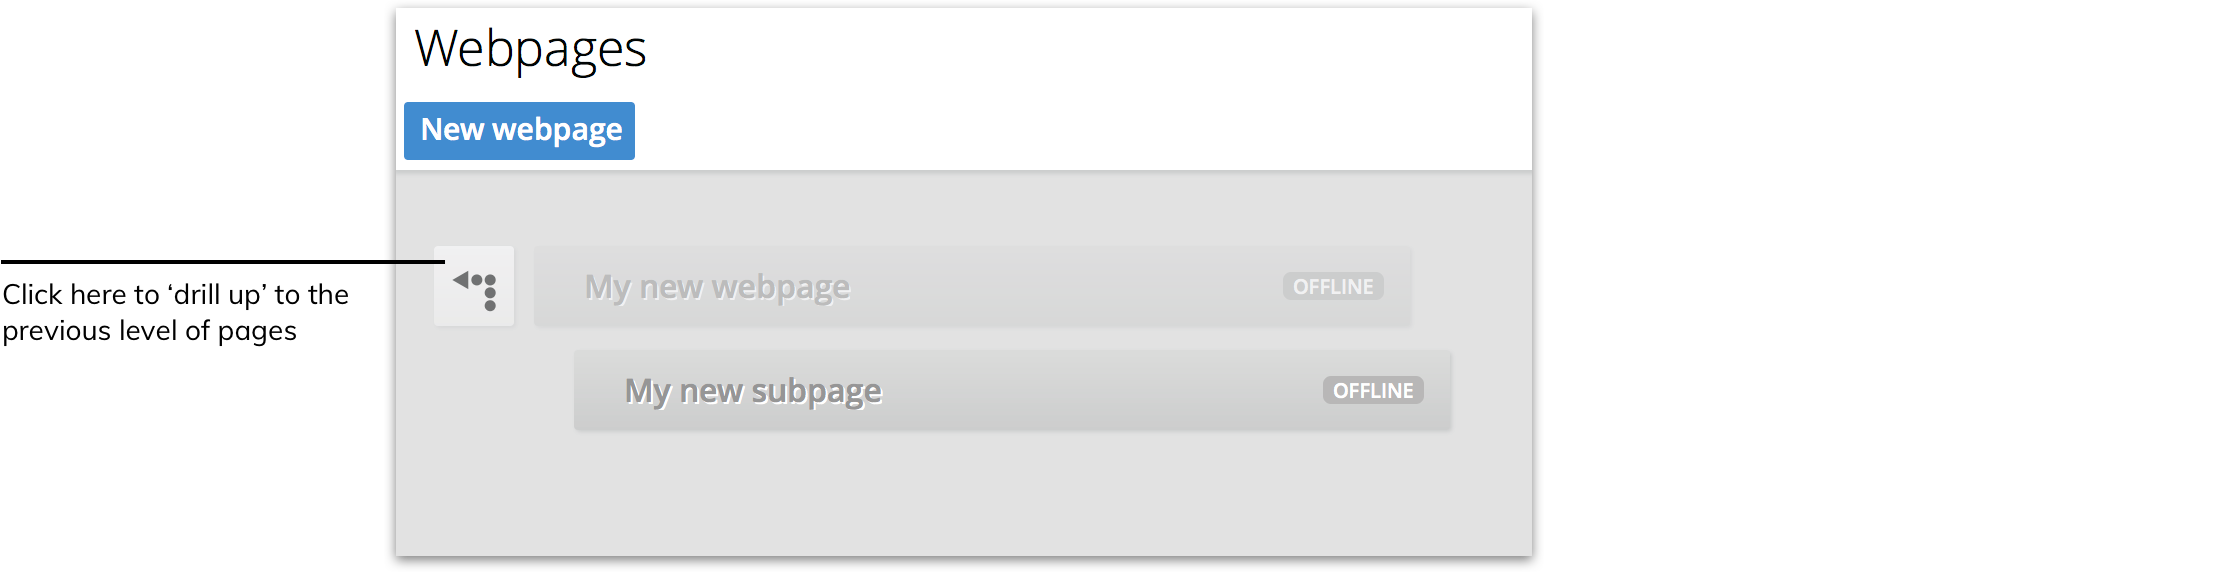 Webpages
New webpage
Click here to ‘drill up’ to the
previous level of pages
My new webpage OFFLINE
My new subpage OFFLINE